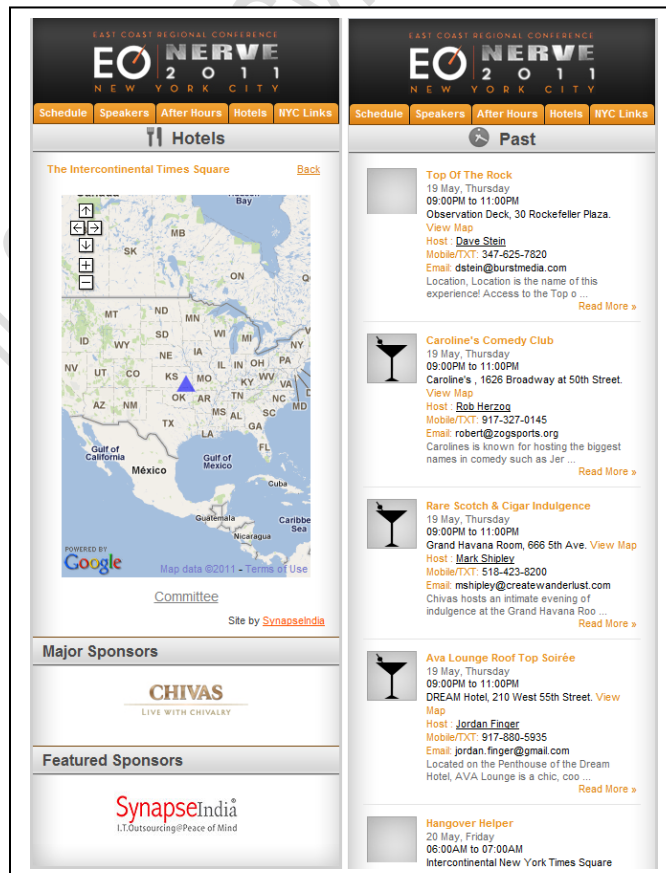 EAST COAST REGIONAL CONFERENCE
EO NERVE
2011
NEW YORK CITY
Schedule Speakers After Hours Hotels NYC Links
Hotels
The Intercontinental Times Square Back
Canada
Hudson
Bay
AB
MB
SK
ON
MT
ND
MN
ID
WY
SD
WI
MI
NY
NE
IA
IL
IN
OH
PA
NV
UT
CO
KS
MO
KY
WV
VA
MD
AZ
NM
OK
AR
TN
NC
MS
AL
SC
TX
LA
GA
FL
Gulf of
California
México
Gulf of
Mexico
Cuba
Guatemala
Nicaragua
Caribbe
Sea
POWERED BY
Google
Map data ©2011 - Terms of Use
Committee
Site by SynapseIndia
Major Sponsors
CHIVAS
LIVE WITH CHIVALRY
Featured Sponsors
SynapseIndia
I.T.Outsourcing@Peace of Mind
EAST COAST REGIONAL CONFERENCE
EO NERVE
2011
NEW YORK CITY
Schedule Speakers After Hours Hotels NYC Links
Past
Top Of The Rock
19 May, Thursday
09:00PM to 11:00PM
Observation Deck, 30 Rockefeller Plaza.
View Map
Host : Dave Stein
Mobile/TXT: 347-625-7820
Email: dstein@burstmedia.com
Location, Location is the name of this
experience! Access to the Top o ...
Read More »
Caroline's Comedy Club
19 May, Thursday
09:00PM to 11:00PM
Caroline's , 1626 Broadway at 50th Street.
View Map
Host : Rob Herzog
Mobile/TXT: 917-327-0145
Email: robert@zogsports.org
Carolines is known for hosting the biggest
names in comedy such as Jer ...
Read More »
Rare Scotch & Cigar Indulgence
19 May, Thursday
09:00PM to 11:00PM
Grand Havana Room, 666 5th Ave. View Map
Host : Mark Shipley
Mobile/TXT: 518-423-8200
Email: mshipley@createwanderlust.com
Chivas hosts an intimate evening of
indulgence at the Grand Havana Roo ...
Read More »
Ava Lounge Roof Top Soirèe
19 May, Thursday
09:00PM to 11:00PM
DREAM Hotel, 210 West 55th Street. View
Map
Host : Jordan Finger
Mobile/TXT: 917-880-5935
Email: jordan.finger@gmail.com
Located on the Penthouse of the Dream
Hotel, AVA Lounge is a chic, coo ...
Read More »
Hangover Helper
20 May, Friday
06:00AM to 07:00AM
Intercontinental New York Times Square